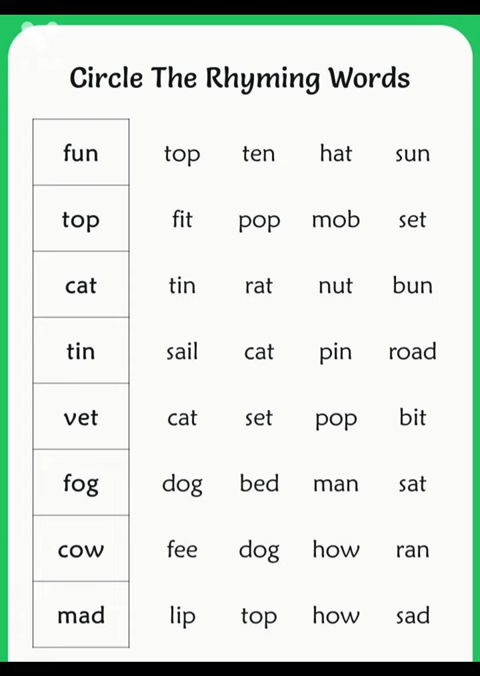 Circle The Rhyming Words
fun top ten hat sun
top fit pop mob set
cat tin rat nut bun
tin sail cat pin road
vet cat set pop bit
fog dog bed man sat
cow fee dog how ran
mad lip top how sad